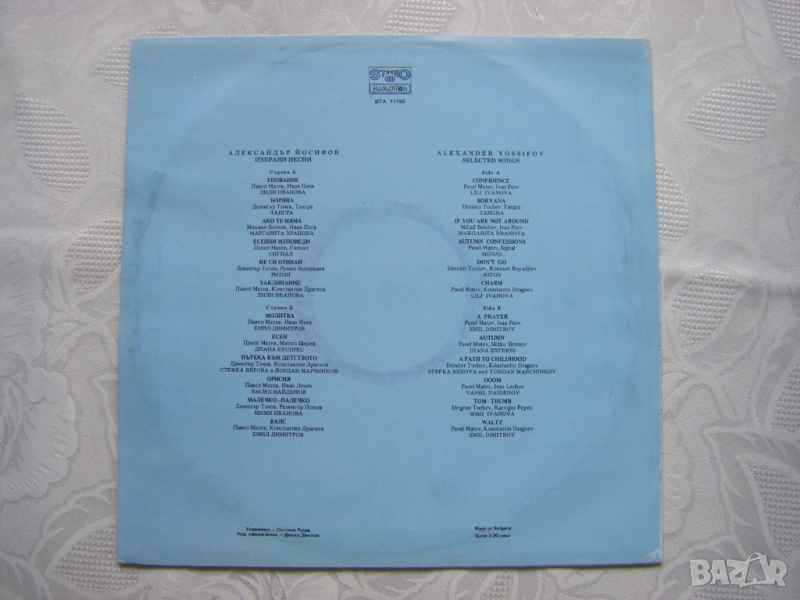 STEREO
Balkanton
ВТА 11190
АЛЕКСАНДЪР ЙОСИФОВ
ИЗБРАНИ ПЕСНИ
Страна А
УПОВАНИЕ
Павел Матев, Иван Пеев
ЛИЛИ ИВАНОВА
БОРЯНА
Димитър Точев, Тангра
ТАНГРА
АКО ТЕ НЯМА
Михаил Белчев, Иван Пеев
МАРГАРИТА ХРАНОВА
ЕСЕННИ ИЗПОВЕДИ
Павел Матев, Сигнал
СИГНАЛ
НЕ СИ ОТИВАЙ
Димитър Точев, Румен Бояджиев
РИТОН
ЗАКЛИНАНИЕ
Павел Матев, Константин Драгнев
ЛИЛИ ИВАНОВА
Страна Б
МОЛИТВА
Павел Матев, Иван Пеев
ЕМИЛ ДИМИТРОВ
ЕСЕН
Павел Матев, Митко Щерев
ДИАНА ЕКСПРЕС
ПЪТЕКА КЪМ ДЕТСТВОТО
Димитър Точев, Константин Драгнев
СТЕФКА БЕРОВА и ЙОРДАН МАРЧИНКОВ
ОРИСИЯ
Павел Матев, Иван Лечев
ВАСИЛ НАЙДЕНОВ
МАЛЕЧКО-ПАЛЕЧКО
Димитър Точев, Развигор Попов
МИМИ ИВАНОВА
ВАЛС
Павел Матев, Константин Драгнев
ЕМИЛ ДИМИТРОВ
ALEXANDER YOSSIFOV
SELECTED SONGS
Side A
CONFIDENCE
Pavel Matev, Ivan Peev
LILI IVANOVA
BORYANA
Dimiter Tochev, Tangra
TANGRA
IF YOU ARE NOT AROUND
Mihail Belchev, Ivan Peev
MARGARITA HRANOVA
AUTUMN CONFESSIONS
Pavel Matev, Signal
SIGNAL
DON'T GO
Dimiter Tochev, Roumen Boyadjiev
RITON
CHARM
Pavel Matev, Konstantin Dragnev
LILI IVANOVA
Side B
A PRAYER
Pavel Matev, Ivan Peev
EMIL DIMITROV
AUTUMN
Pavel Matev, Mitko Shterev
DIANA EXPRESS
A PATH TO CHILDHOOD
Dimiter Tochev, Konstantin Dragnev
STEFKA BEROVA and YORDAN MARCHINKOV
DOOM
Pavel Matev, Ivan Lechev
VASSIL NAIDENOV
TOM-THUMB
Dimiter Tochev, Razvigor Popov
MIMI IVANOVA
WALTZ
Pavel Matev, Konstantin Dragnev
EMIL DIMITROV
Made in Bulgaria
BAZAR